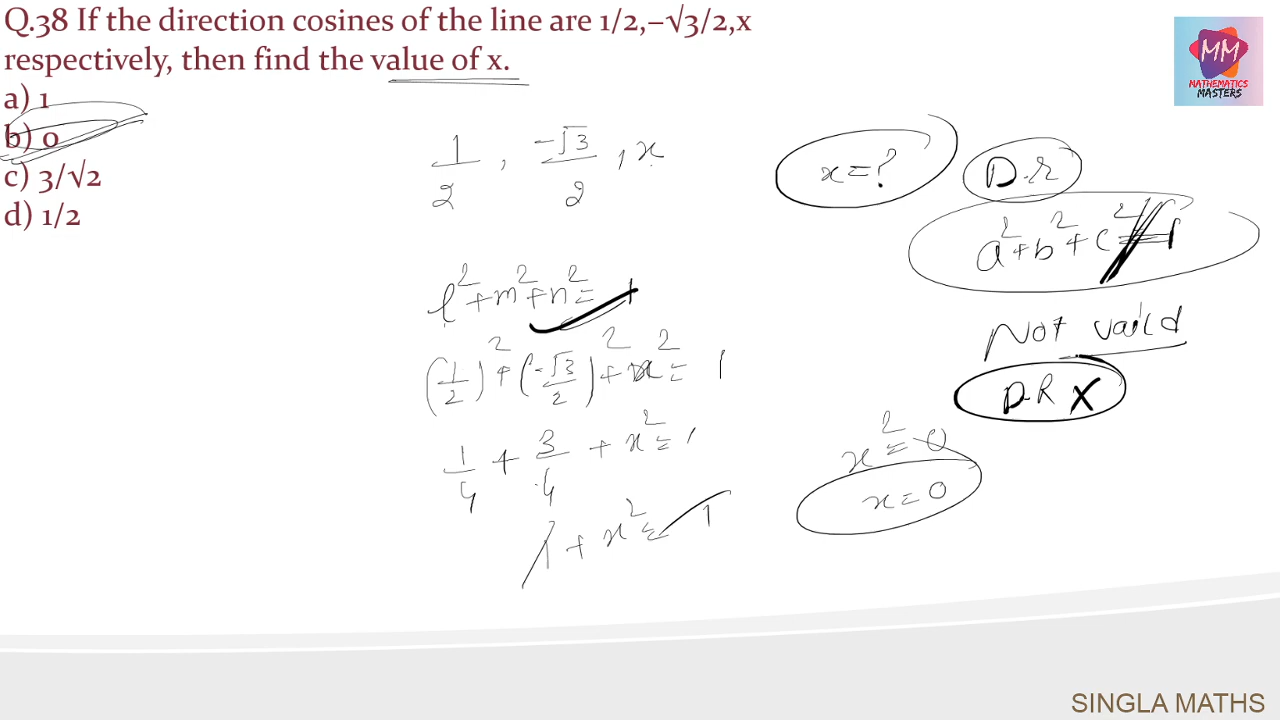 Q.38 If the direction cosines of the line are 1/2,−√3/2,x
respectively, then find the value of x.
a) 1
b) 0
c) 3/√2
d) 1/2
1/2 , -√3/2 , x
l² + m² + n² = 1
(1/2)² + (-√3/2)² + x² = 1
1/4 + 3/4 + x² = 1
1 + x² = 1
x = ?
x² = 0
x = 0
D.R
a² + b² + c² = 1
Not vaild
D.R X
MM
MATHEMATICS
MASTERS
SINGLA MATHS